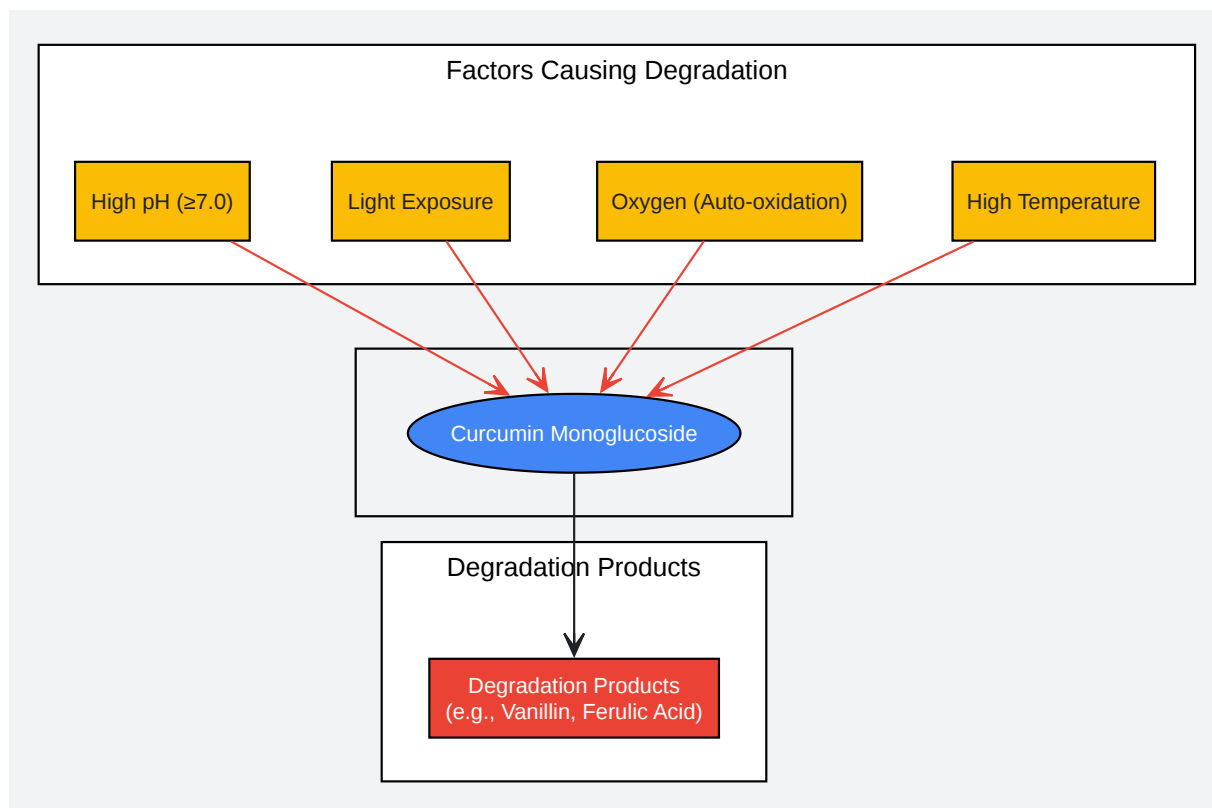 Factors Causing Degradation
High pH (≥7.0)
Light Exposure
Oxygen (Auto-oxidation)
High Temperature
Curcumin Monoglucoside
Degradation Products
Degradation Products
(e.g., Vanillin, Ferulic Acid)